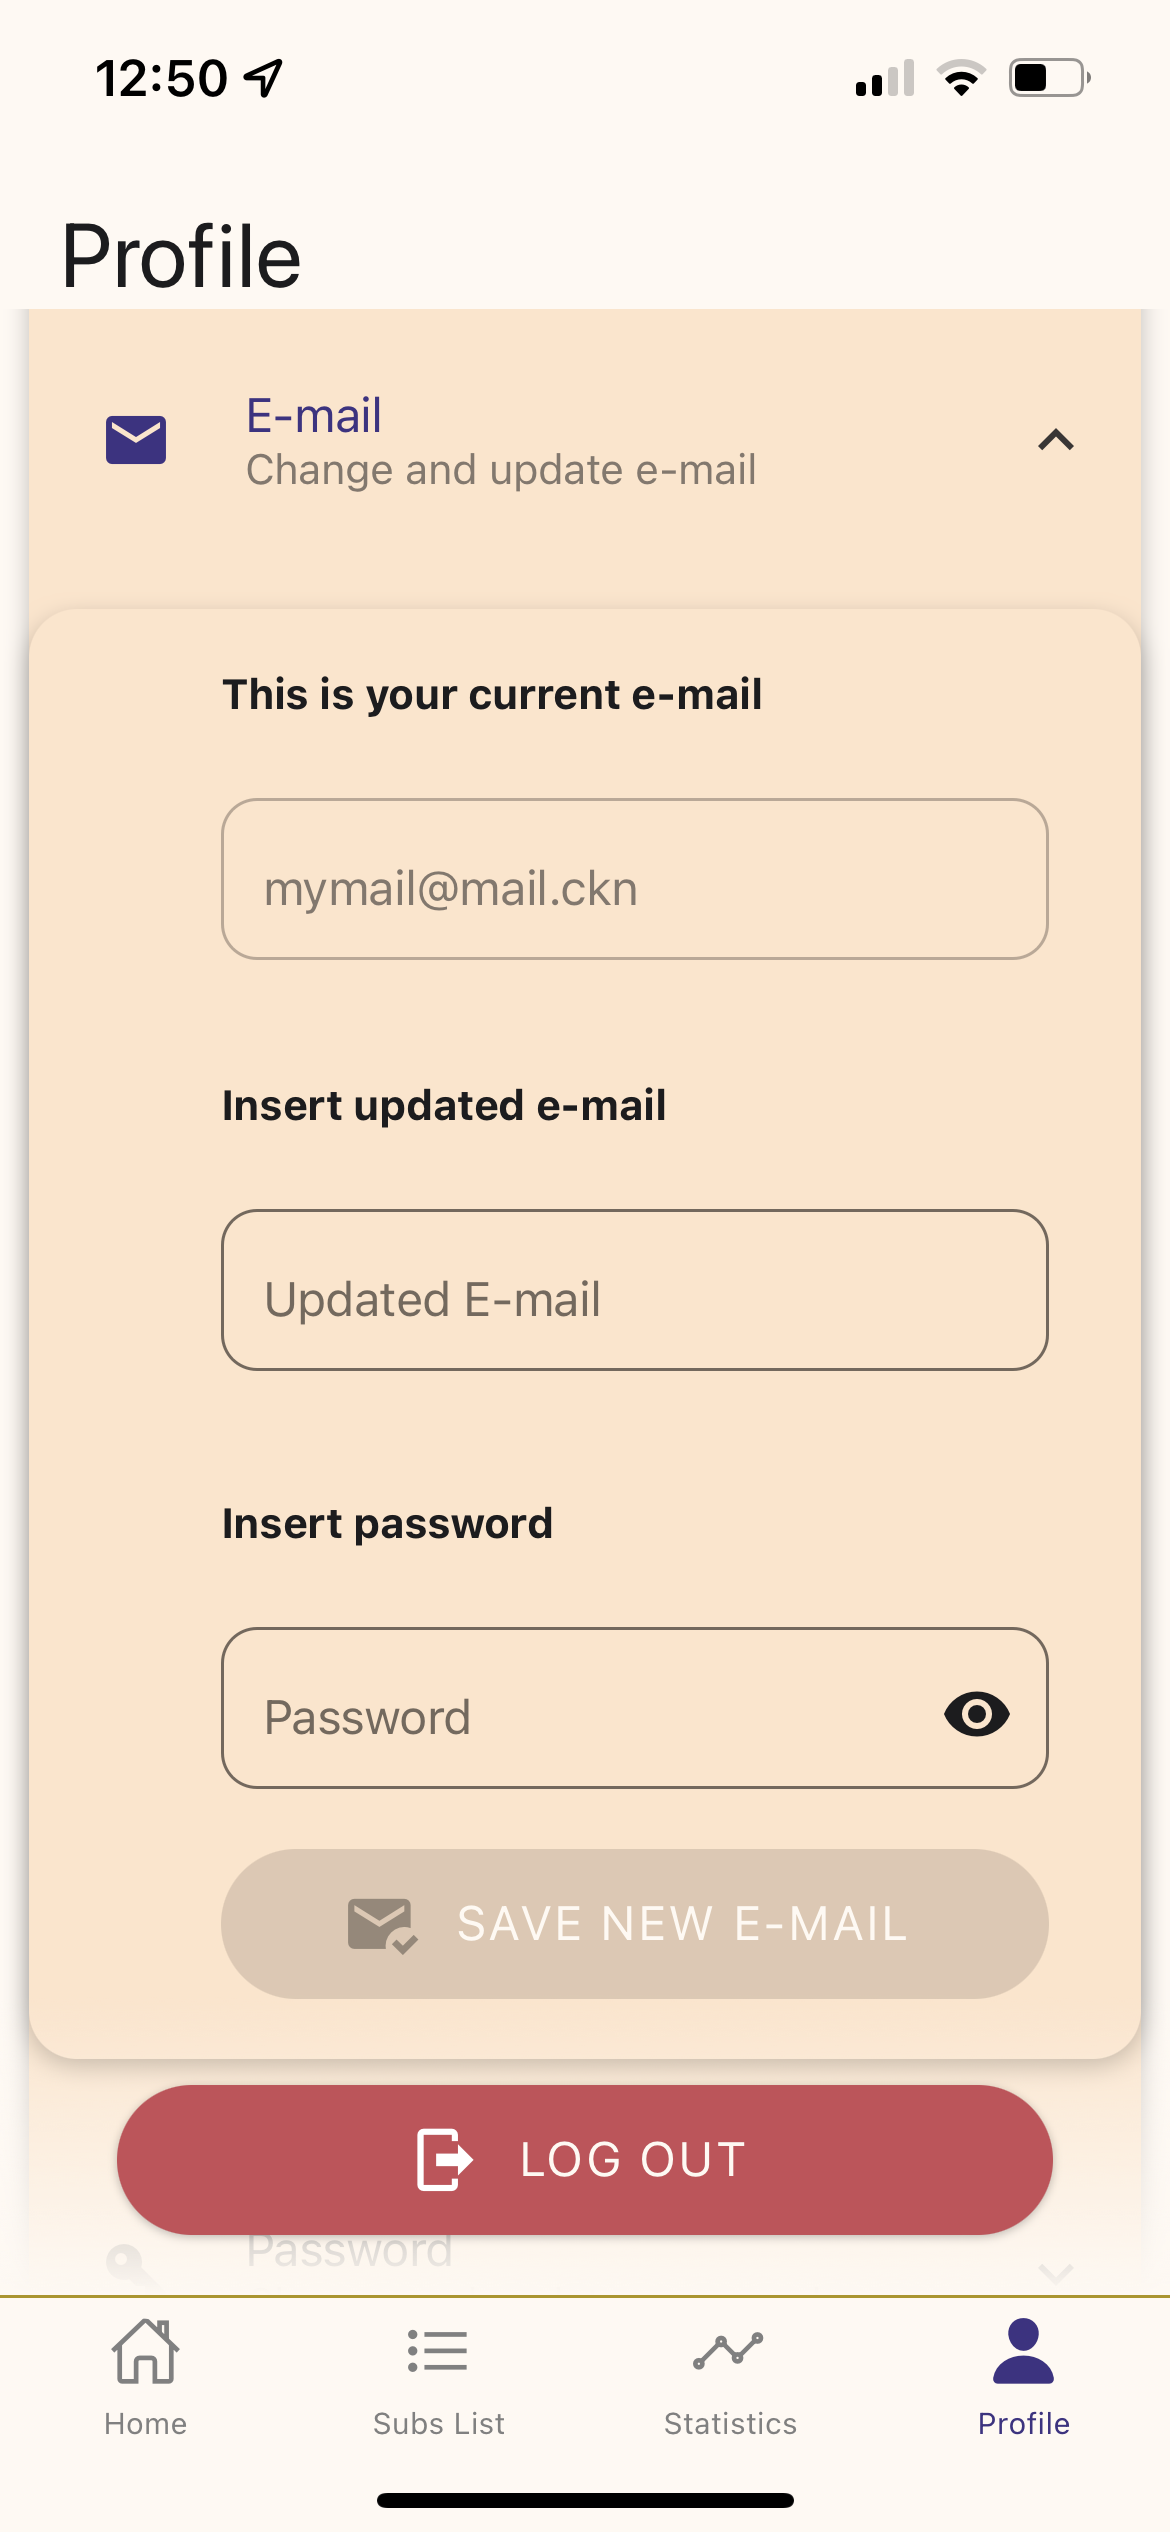 12:50
Profile
E-mail
Change and update e-mail
This is your current e-mail
mymail@mail.ckn
Insert updated e-mail
Updated E-mail
Insert password
Password
SAVE NEW E-MAIL
LOG OUT
Password
Home
Subs List
Statistics
Profile